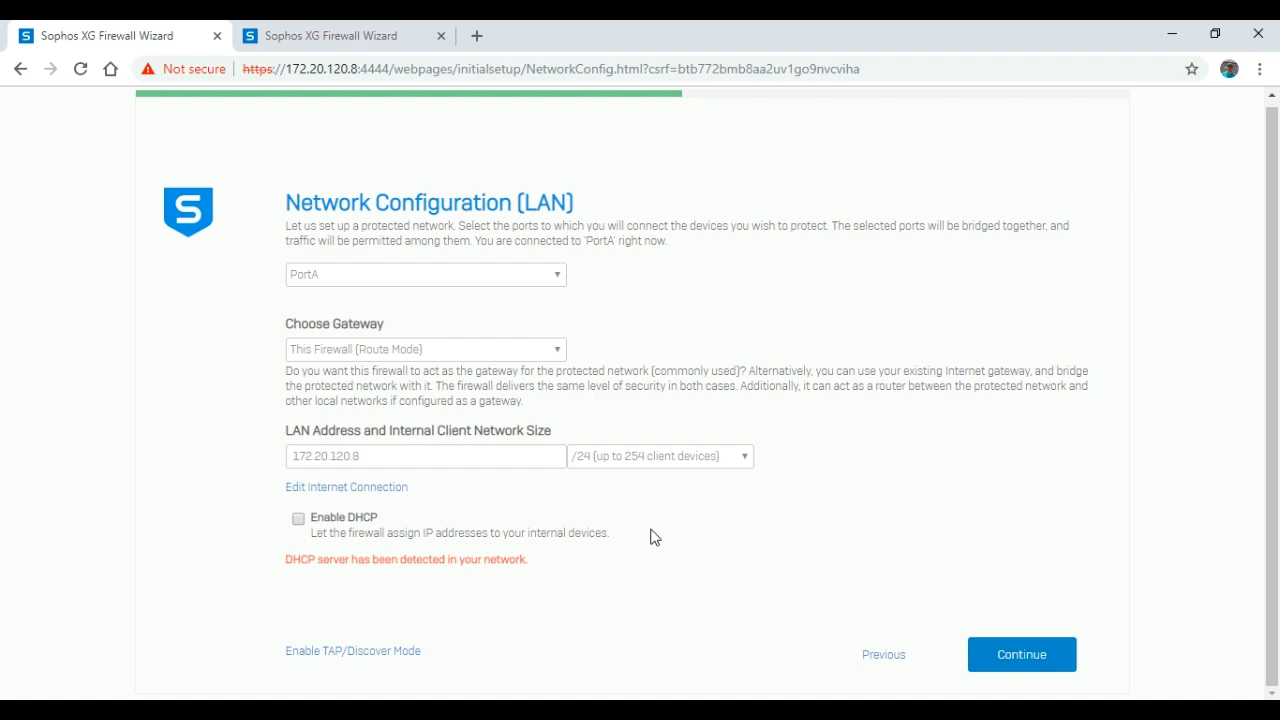 Sophos XG Firewall Wizard
Sophos XG Firewall Wizard
Not secure
https://172.20.120.8:4444/webpages/initialsetup/NetworkConfig.html?csrf=btb772bmb8aa2uv1go9nvcviha
Network Configuration (LAN)
Let us set up a protected network. Select the ports to which you will connect the devices you wish to protect. The selected ports will be bridged together, and
traffic will be permitted among them. You are connected to 'PortA' right now.
PortA
Choose Gateway
This Firewall (Route Mode)
Do you want this firewall to act as the gateway for the protected network (commonly used)? Alternatively, you can use your existing Internet gateway, and bridge
the protected network with it. The firewall delivers the same level of security in both cases. Additionally, it can act as a router between the protected network and
other local networks if configured as a gateway.
LAN Address and Internal Client Network Size
172.20.120.8
/24 (up to 254 client devices)
Edit Internet Connection
Enable DHCP
Let the firewall assign IP addresses to your internal devices.
DHCP server has been detected in your network.
Enable TAP/Discover Mode
Previous
Continue